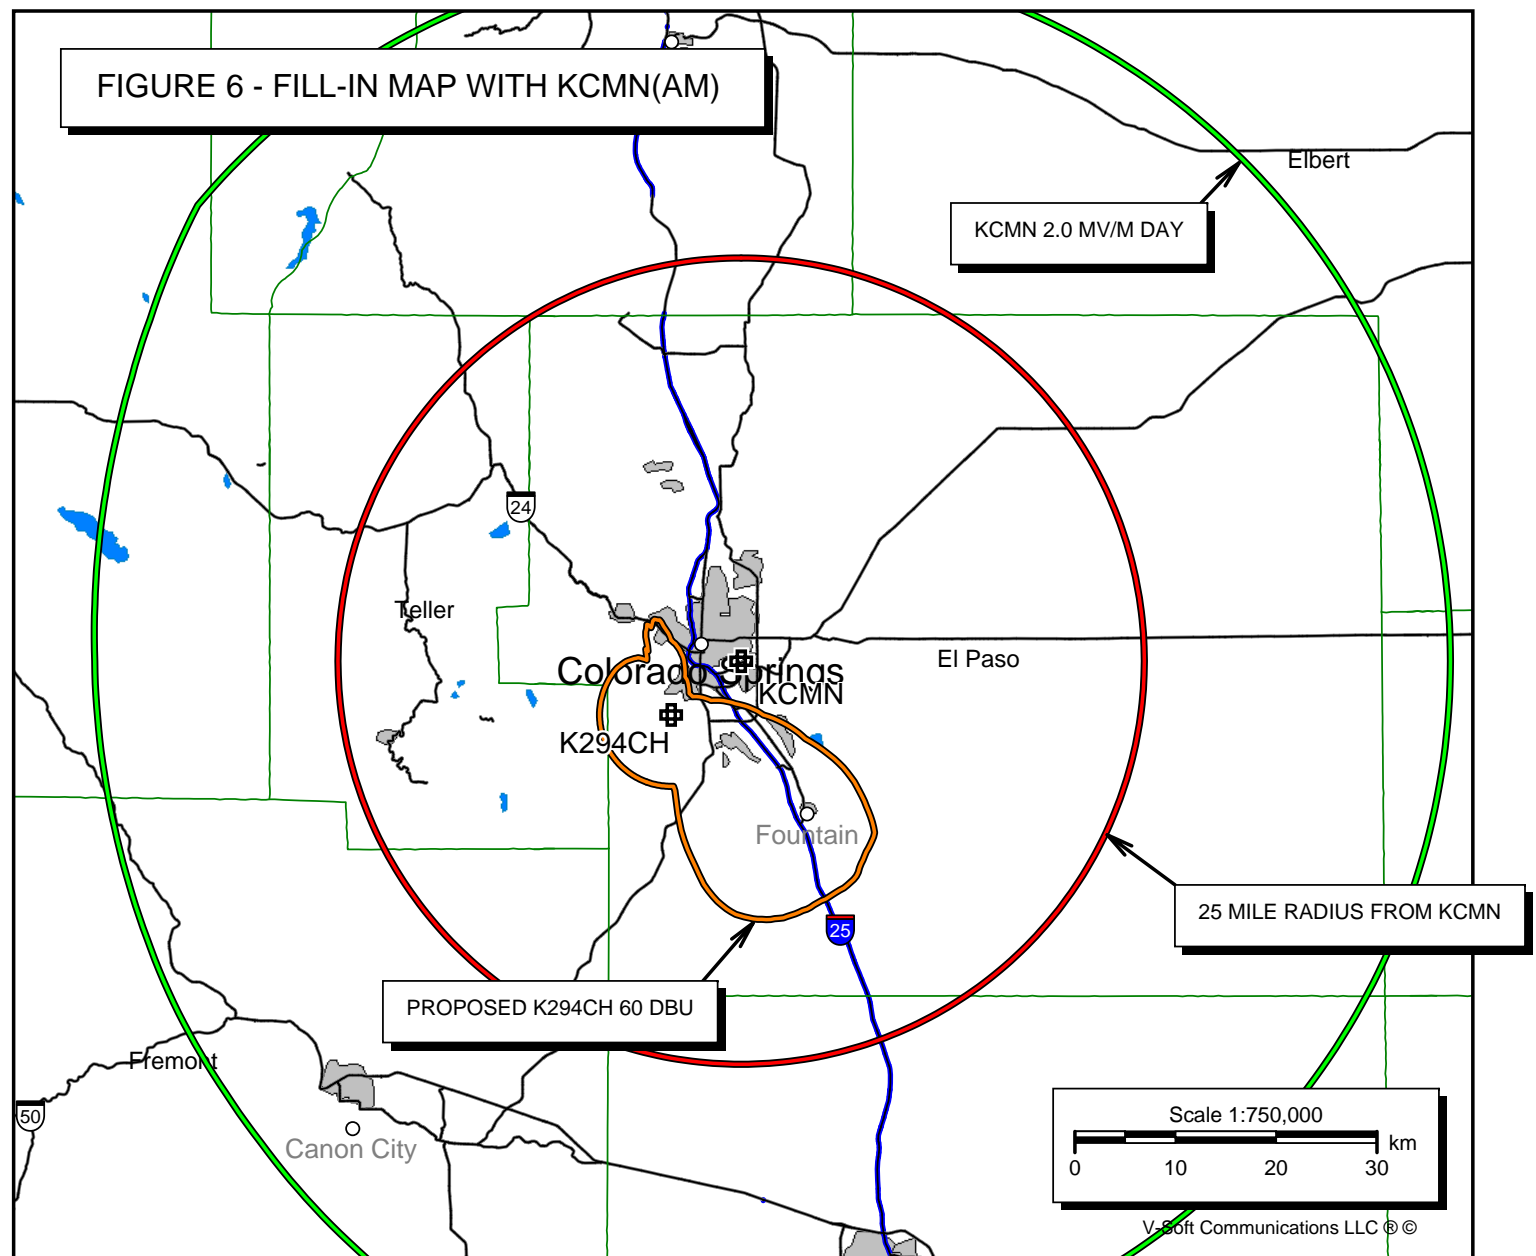 FIGURE 6 - FILL-IN MAP WITH KCMN(AM)
Elbert
KCMN 2.0 MV/M DAY
24
Teller
El Paso
Colorado Springs
KCMN
K294CH
Fountain
25 MILE RADIUS FROM KCMN
25
PROPOSED K294CH 60 DBU
Fremont
50
Canon City
Scale 1:750,000
km
0 10 20 30
V-Soft Communications LLC ® ©